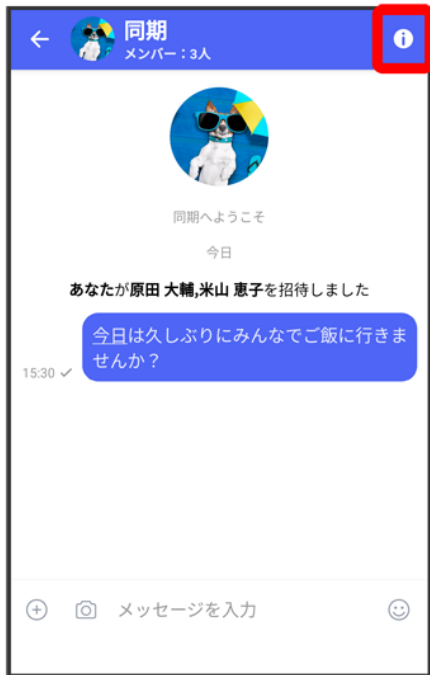 同期
メンバー：3人
同期へようこそ
今日
あなたが原田 大輔,米山 恵子を招待しました
今日は久しぶりにみんなでご飯に行きま
せんか？
15:30
メッセージを入力